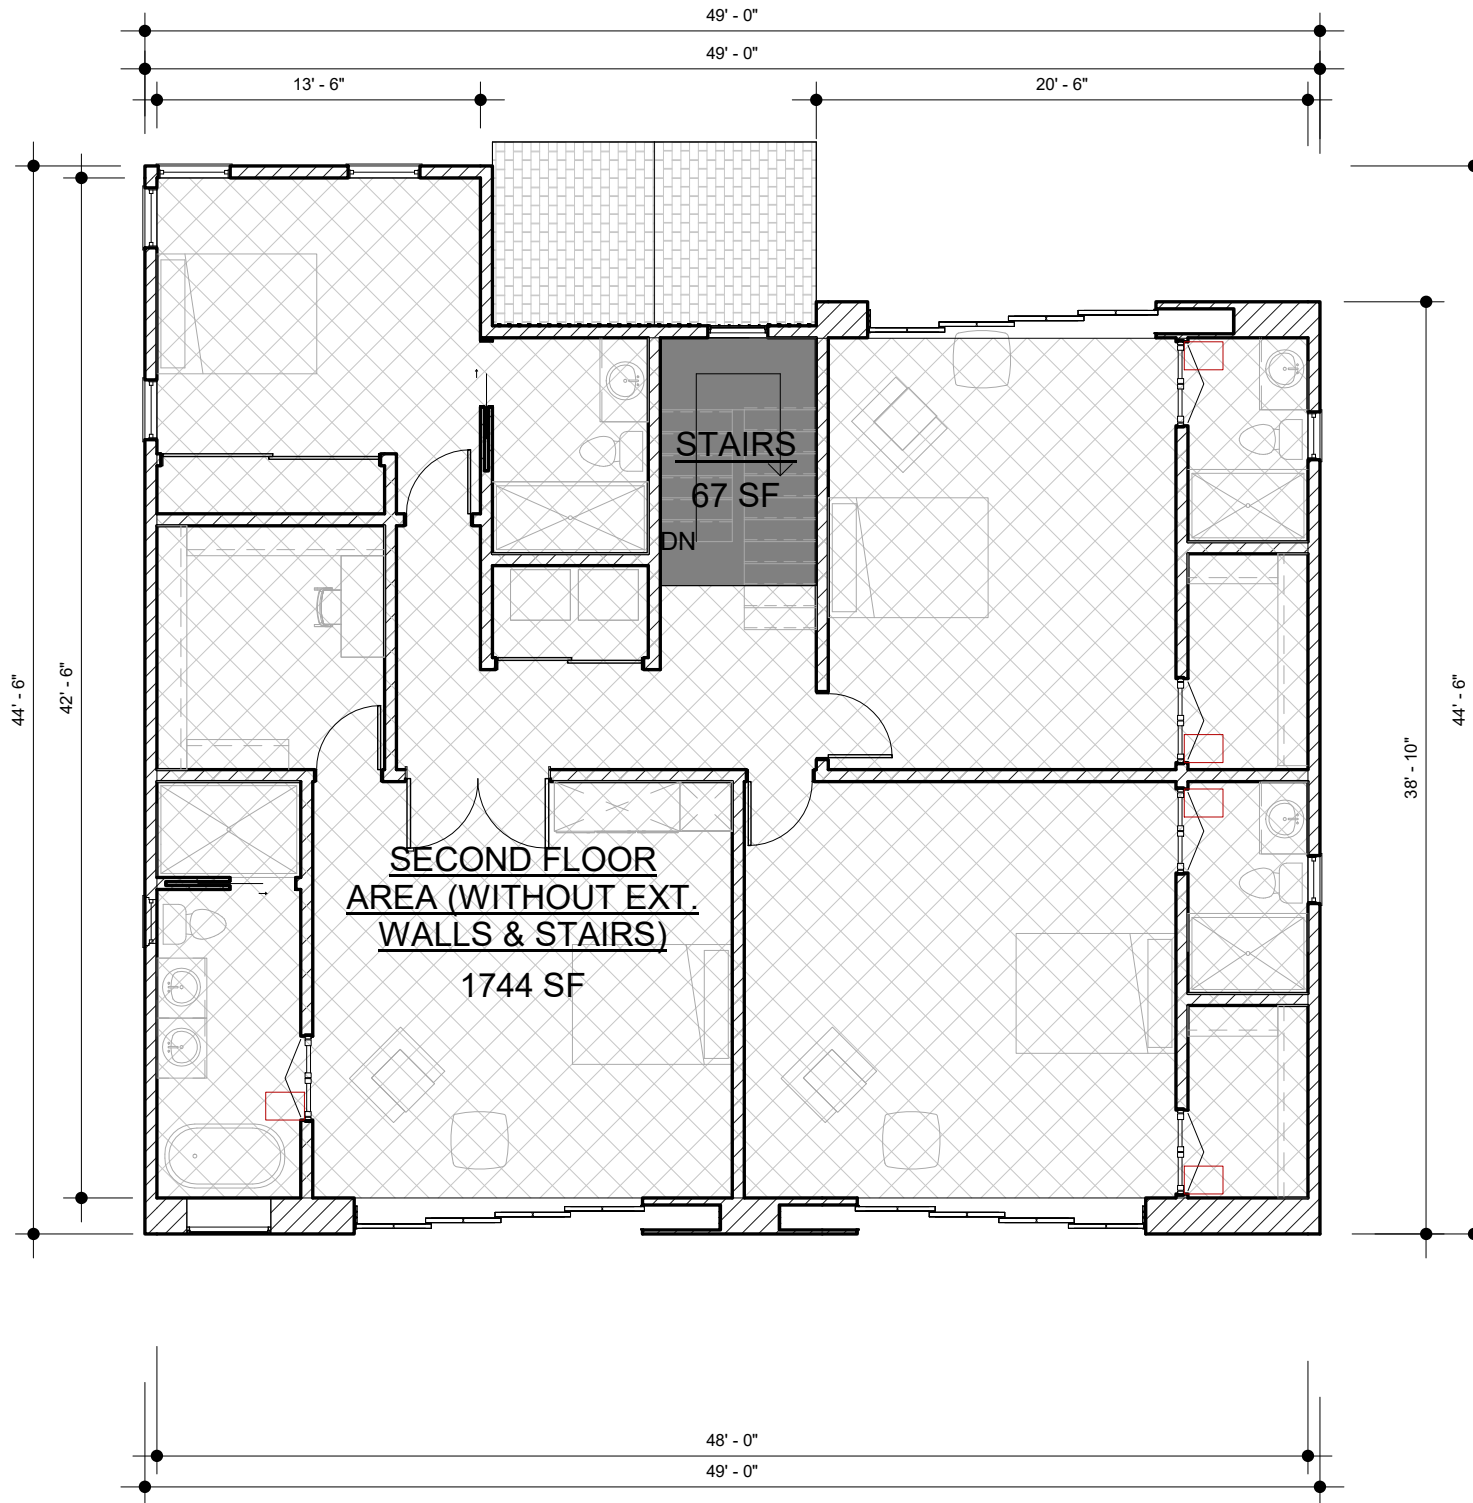 49' - 0"
49' - 0"
13' - 6"
20' - 6"
STAIRS
67 SF
DN
44' - 6"
42' - 6"
44' - 6"
38' - 10"
SECOND FLOOR
AREA (WITHOUT EXT.
WALLS & STAIRS)
1744 SF
48' - 0"
49' - 0"